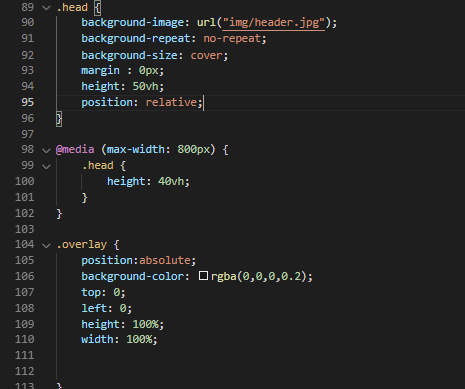 89 .head {
90 background-image: url("img/header.jpg");
91 background-repeat: no-repeat;
92 background-size: cover;
93 margin : 0px;
94 height: 50vh;
95 position: relative;
96 }
97
98 @media (max-width: 800px) {
99 .head {
100 height: 40vh;
101 }
102 }
103
104 .overlay {
105 position:absolute;
106 background-color: rgba(0,0,0,0.2);
107 top: 0;
108 left: 0;
109 height: 100%;
110 width: 100%;
111
112
113 }